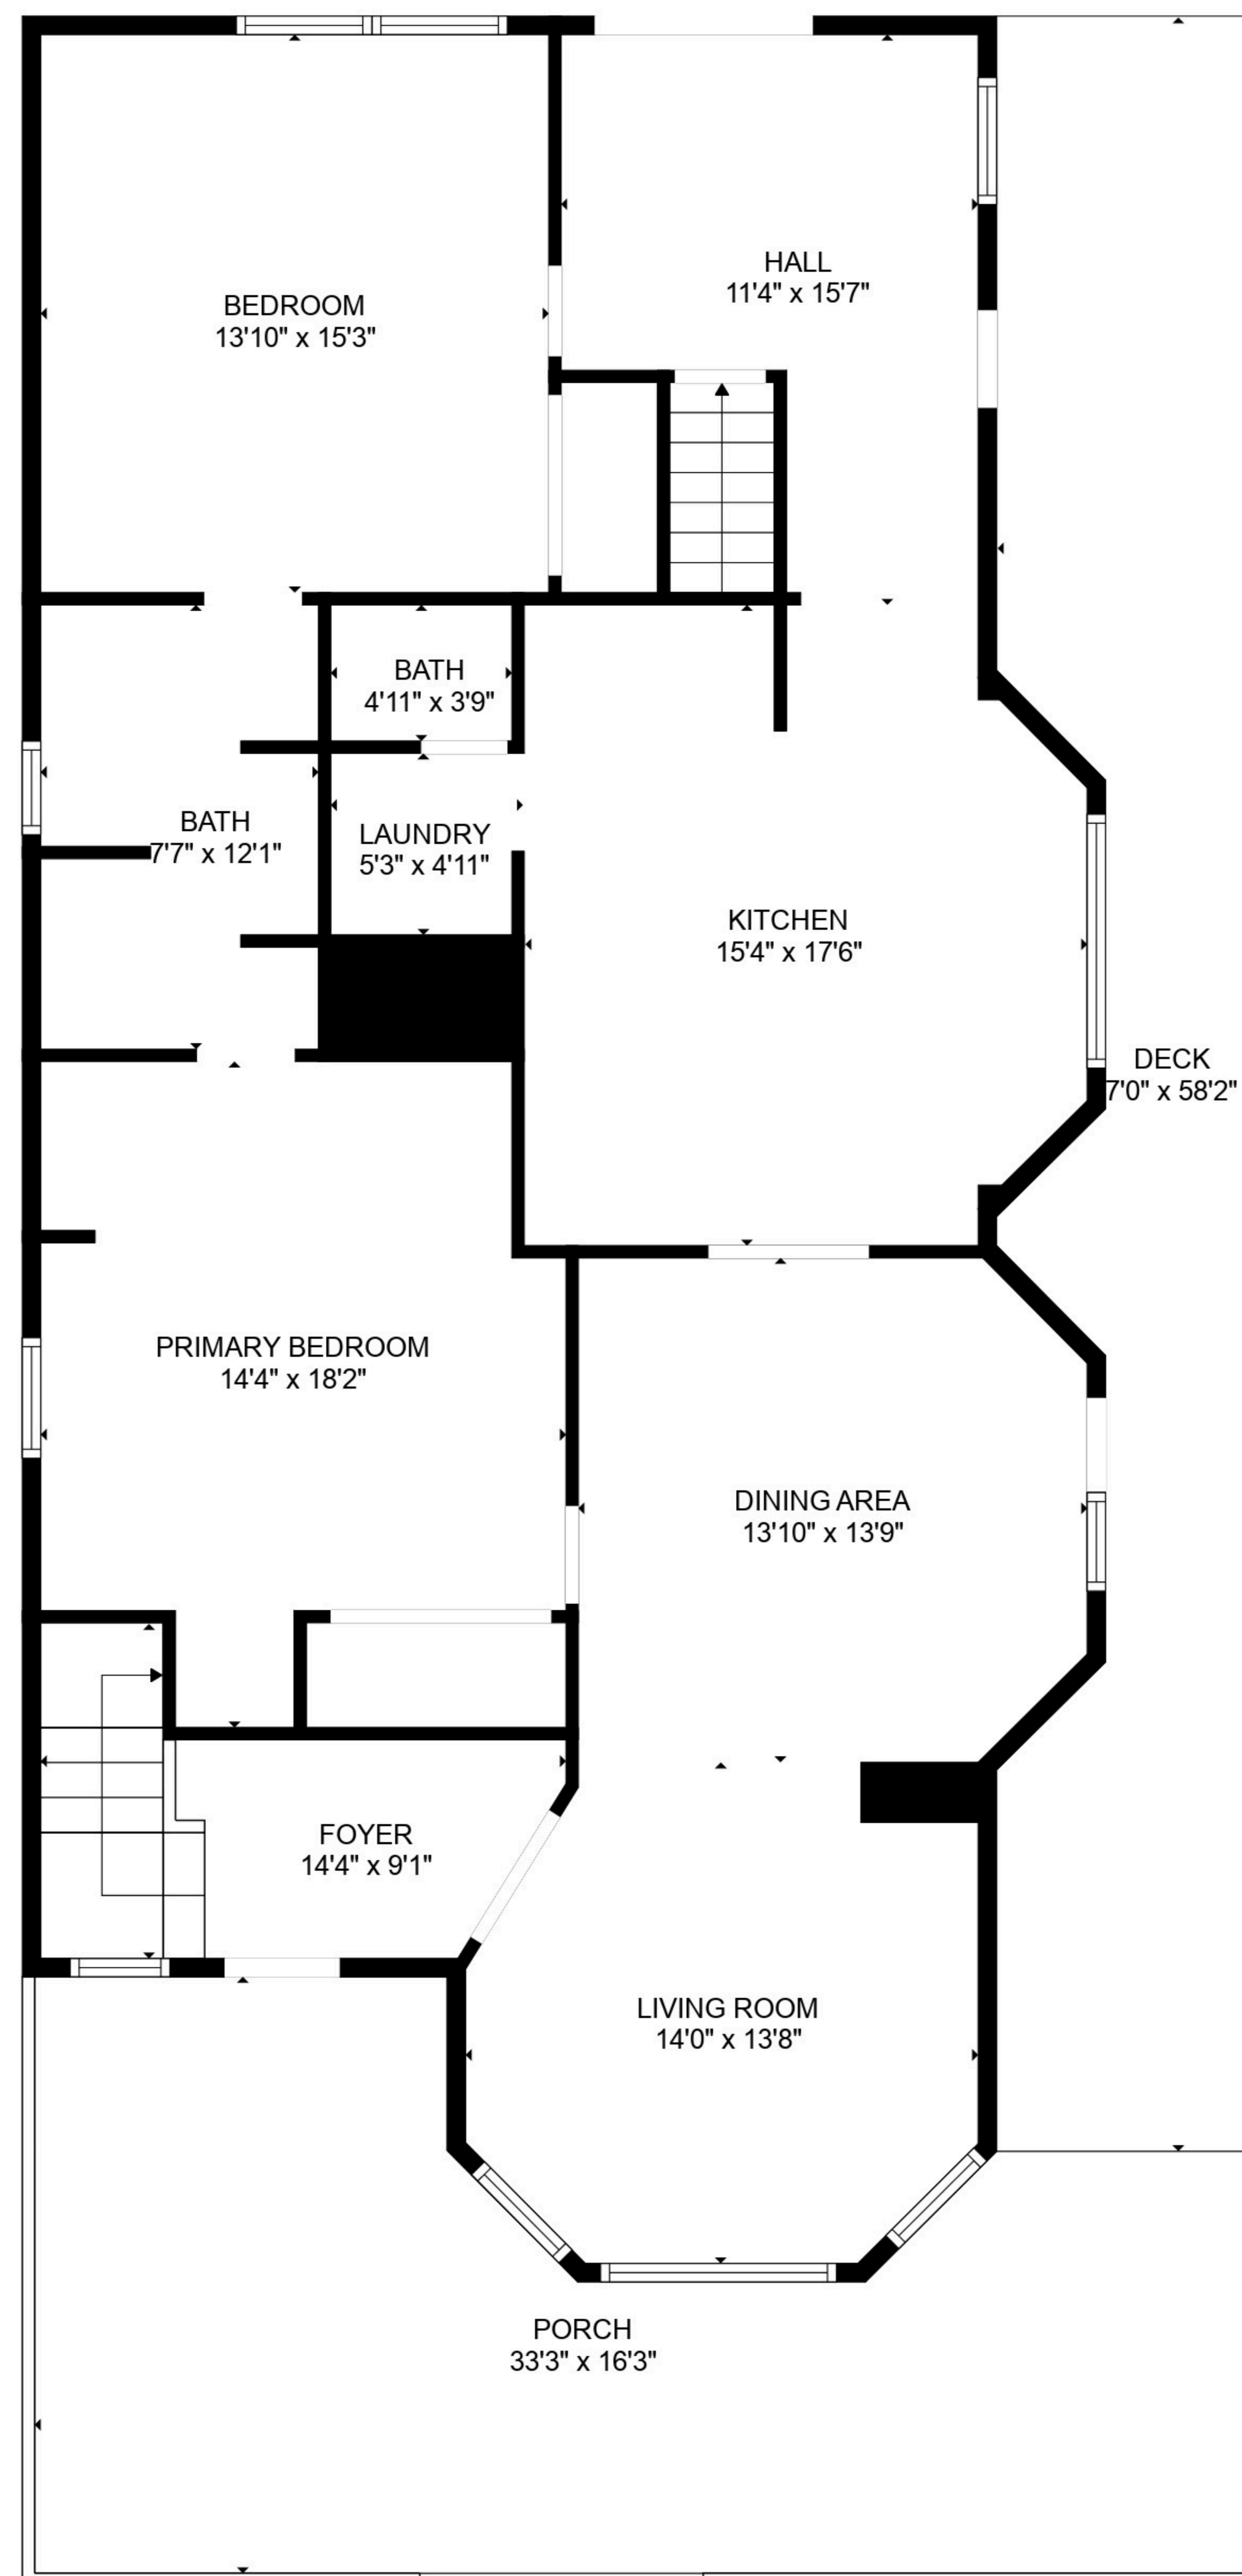 HALL
11'4" x 15'7"
BEDROOM
13'10" x 15'3"
BATH
4'11" x 3'9"
BATH
7'7" x 12'1"
LAUNDRY
5'3" x 4'11"
KITCHEN
15'4" x 17'6"
DECK
7'0" x 58'2"
PRIMARY BEDROOM
14'4" x 18'2"
DINING AREA
13'10" x 13'9"
FOYER
14'4" x 9'1"
LIVING ROOM
14'0" x 13'8"
PORCH
33'3" x 16'3"